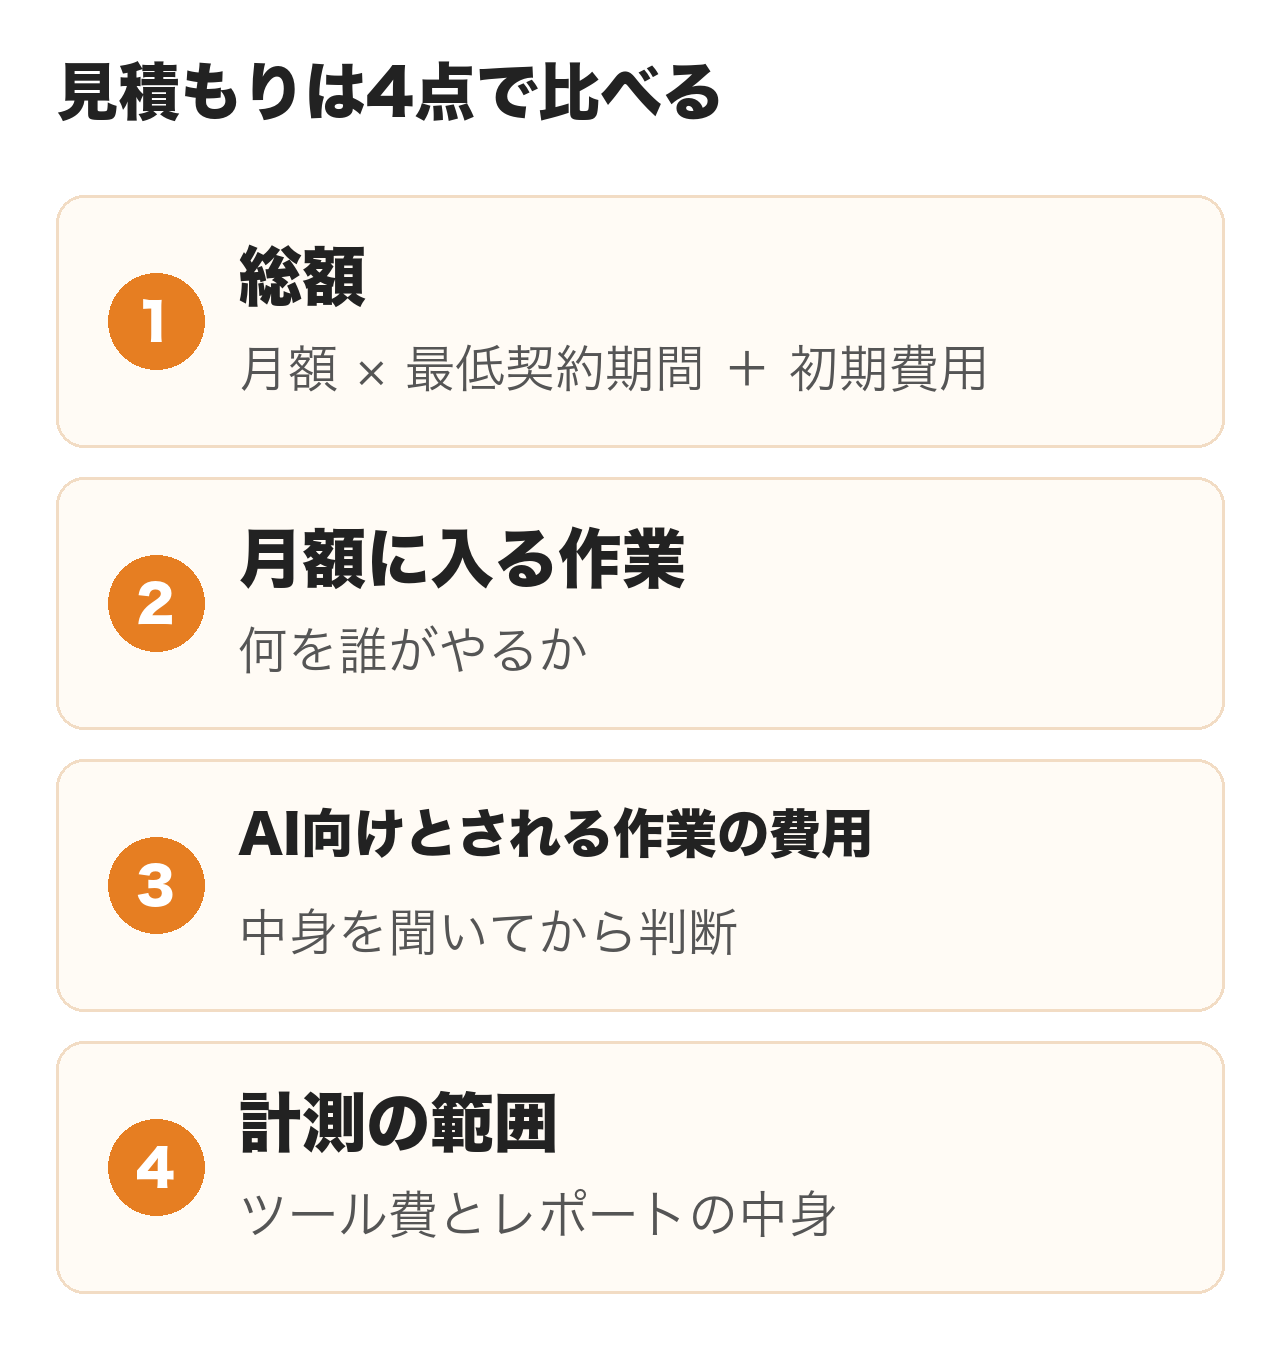 見積もりは4点で比べる
1
総額
月額 × 最低契約期間 ＋ 初期費用
2
月額に入る作業
何を誰がやるか
3
AI向けとされる作業の費用
中身を聞いてから判断
4
計測の範囲
ツール費とレポートの中身